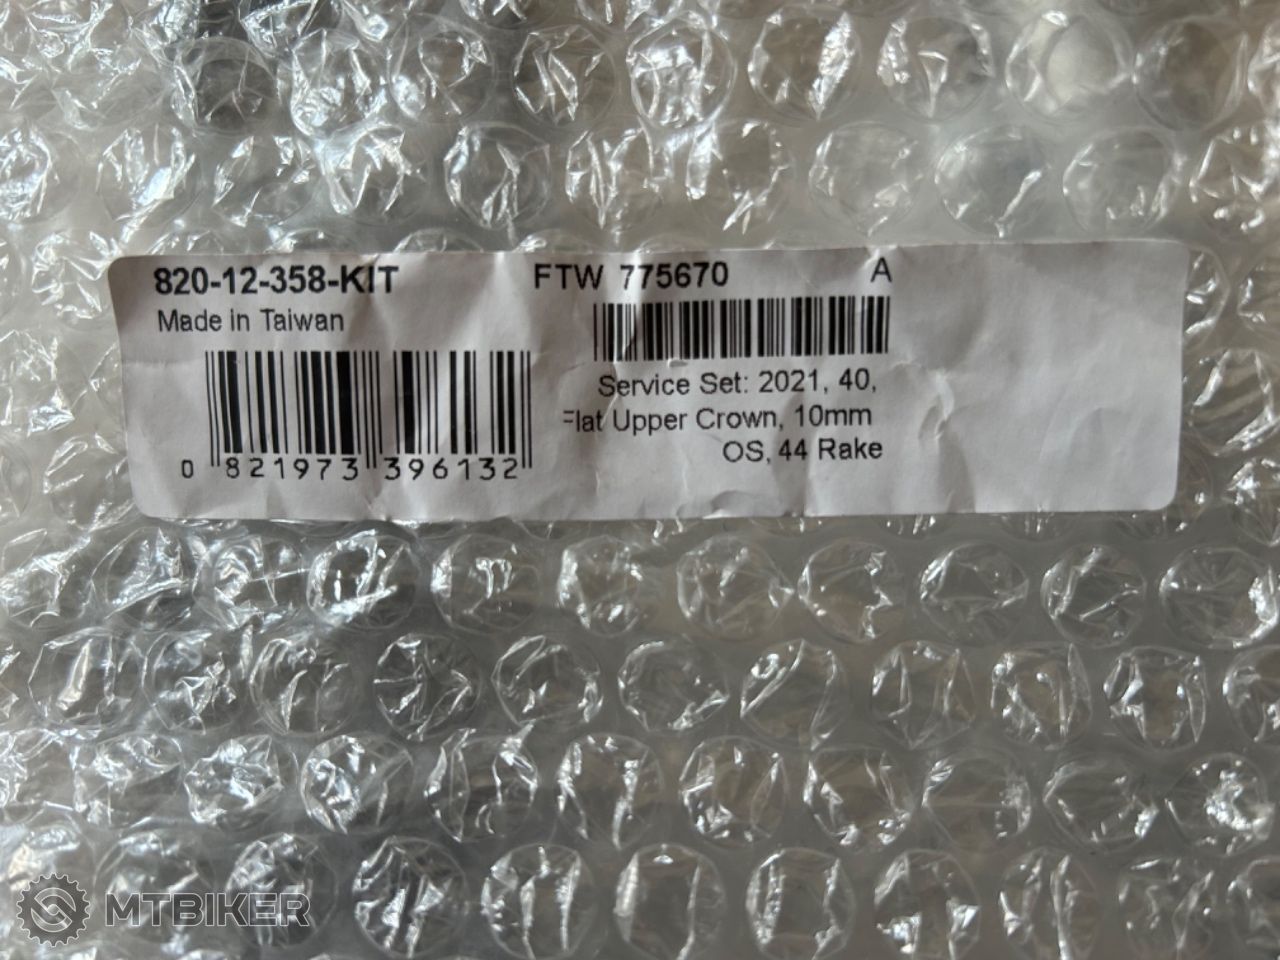 820-12-358-KIT
FTW 775670
A
Made in Taiwan
Service Set: 2021, 40,
Flat Upper Crown, 10mm
OS, 44 Rake
0 821973 396132
MTBIKER